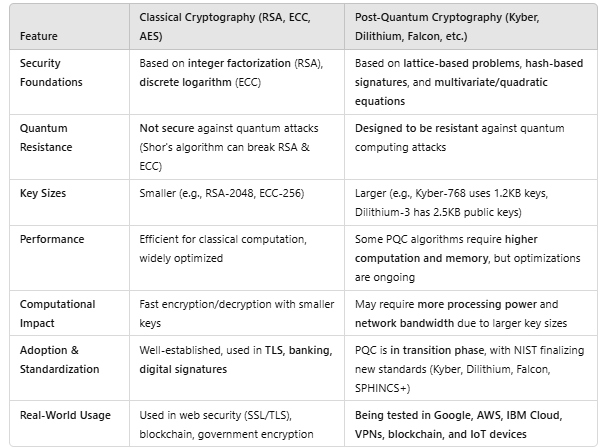 Feature
Classical Cryptography (RSA, ECC,
AES)
Post-Quantum Cryptography (Kyber,
Dilithium, Falcon, etc.)
Security
Foundations
Based on integer factorization (RSA),
discrete logarithm (ECC)
Based on lattice-based problems, hash-based
signatures, and multivariate/quadratic
equations
Quantum
Resistance
Not secure against quantum attacks
(Shor's algorithm can break RSA &
ECC)
Designed to be resistant against quantum
computing attacks
Key Sizes
Smaller (e.g., RSA-2048, ECC-256)
Larger (e.g., Kyber-768 uses 1.2KB keys,
Dilithium-3 has 2.5KB public keys)
Performance
Efficient for classical computation,
widely optimized
Some PQC algorithms require higher
computation and memory, but optimizations
are ongoing
Computational
Impact
Fast encryption/decryption with smaller
keys
May require more processing power and
network bandwidth due to larger key sizes
Adoption &
Standardization
Well-established, used in TLS, banking,
digital signatures
PQC is in transition phase, with NIST finalizing
new standards (Kyber, Dilithium, Falcon,
SPHINCS+)
Real-World Usage
Used in web security (SSL/TLS),
blockchain, government encryption
Being tested in Google, AWS, IBM Cloud,
VPNs, blockchain, and IoT devices